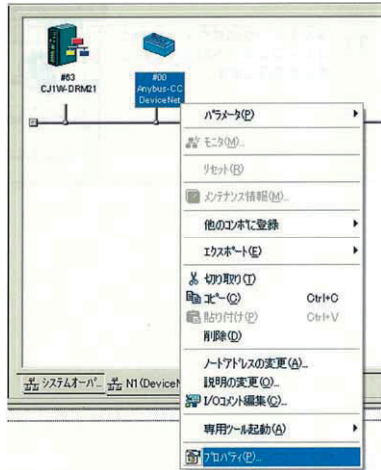 #63
CJ1W-DRM21
#00
Anybus-CC
DeviceNet
パラメータ(P)
モニタ(M)...
リセット(R)
メンテナンス情報(M)...
他のコンポに登録
エクスポート(E)
切り取り(T)
コピー(C) Ctrl+C
貼り付け(P) Ctrl+V
削除(D)
ノードアドレスの変更(A)...
説明の変更(O)...
I/Oコメント編集(C)...
専用ツール起動(A)
プロパティ(P)...
システムオーバ... N1 (DeviceN